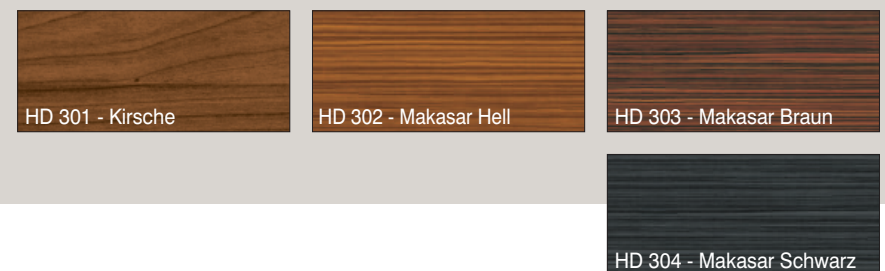 HD 301 - Kirsche
HD 302 - Makasar Hell
HD 303 - Makasar Braun
HD 304 - Makasar Schwarz